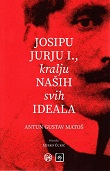 JOSIPU
JURJU I.,
kralju
NAŠIH
svih
IDEALA
ANTUN GUSTAV MATOŠ